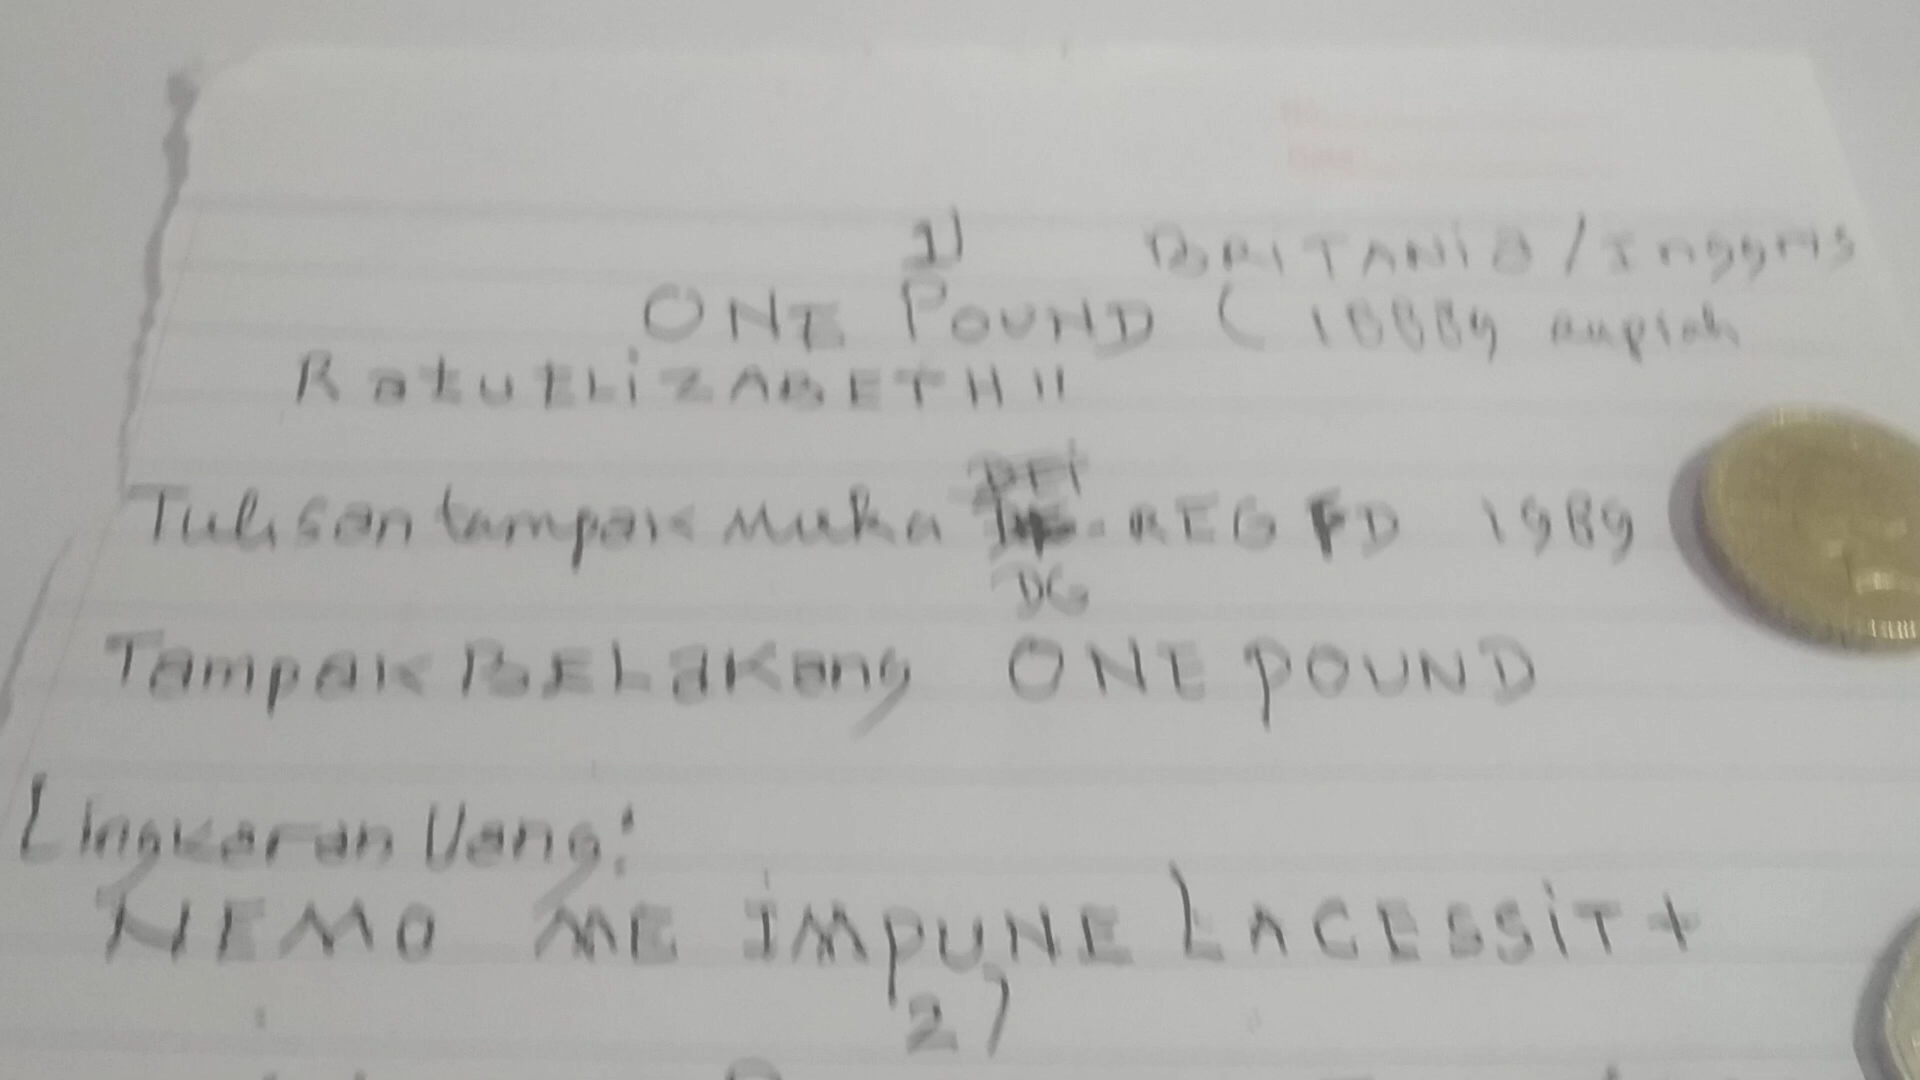 1)
BRITANIA / Inggris
ONE POUND ( 18889 rupiah
Ratu ELIZABETH II
DEI
Tulisan tampak Muka - REG FD 1989
DG
Tampak BELakang ONE POUND
Lingkaran Uang:
NEMO ME IMPUNE LACESSIT +
2)